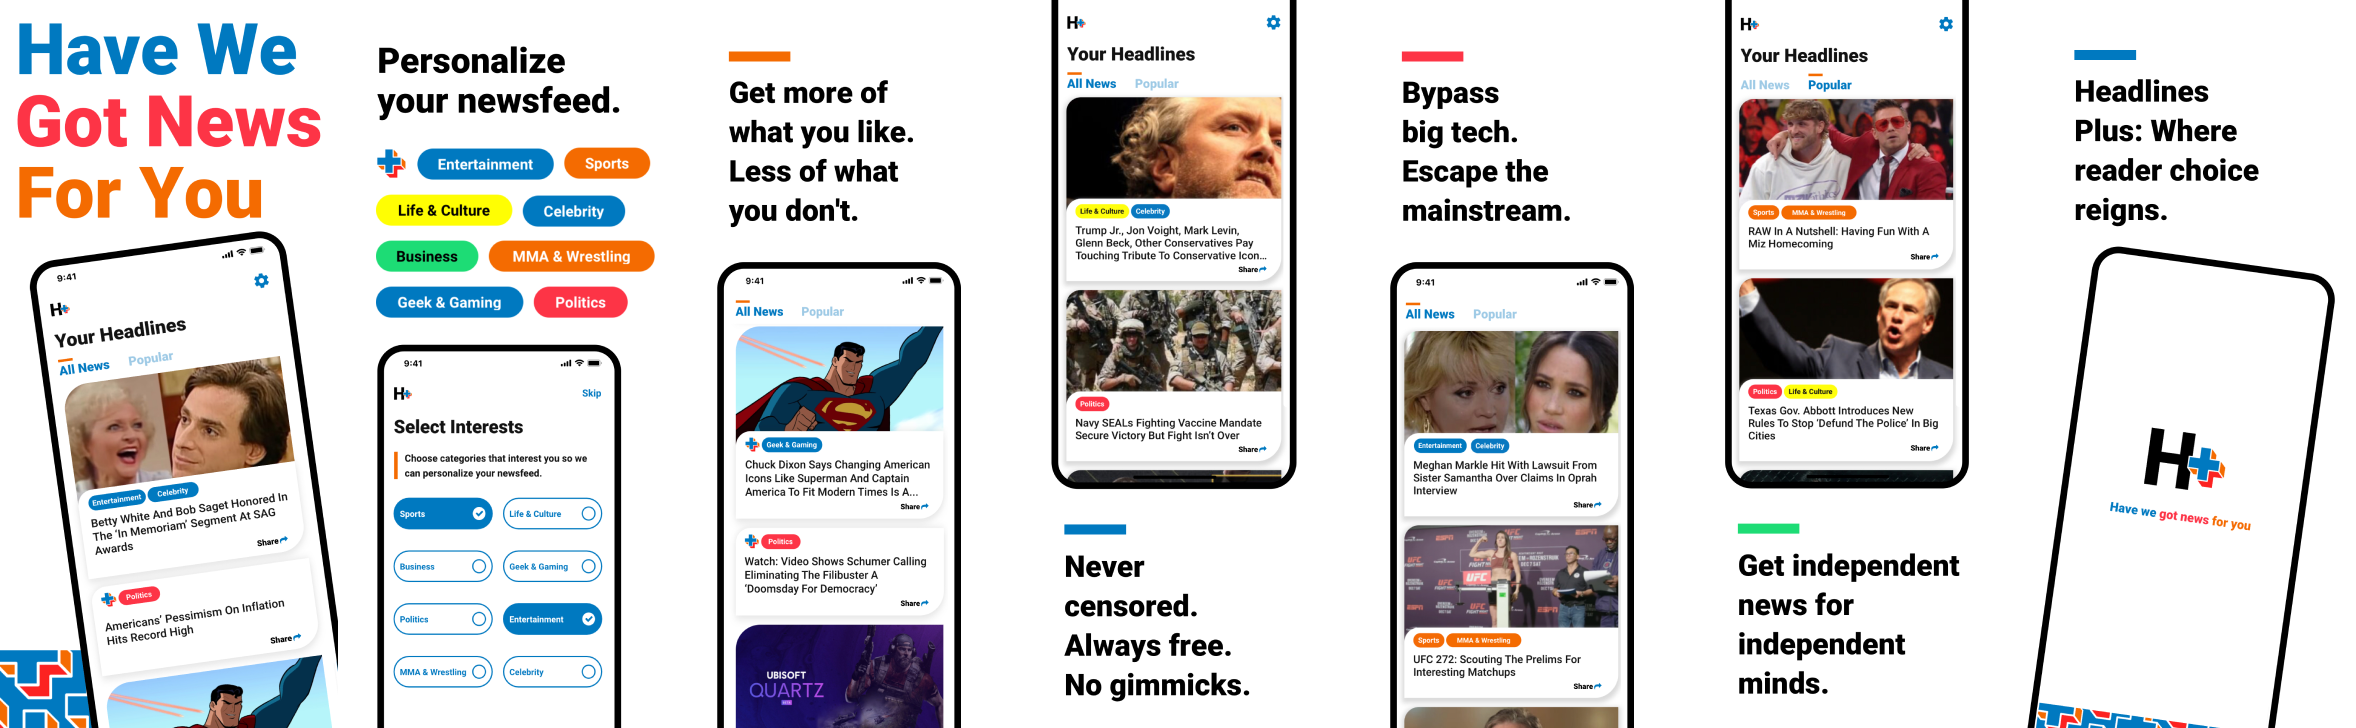 Have We
Got News
For You
9:41
H+
Your Headlines
All News Popular
Entertainment Celebrity
Betty White And Bob Saget Honored In
The 'In Memoriam' Segment At SAG
Awards
Share
Politics
Americans' Pessimism On Inflation
Hits Record High
Share
Personalize
your newsfeed.
Entertainment Sports
Life & Culture Celebrity
Business MMA & Wrestling
Geek & Gaming Politics
9:41
H+ Skip
Select Interests
Choose categories that interest you so we
can personalize your newsfeed.
Sports Life & Culture
Business Geek & Gaming
Politics Entertainment
MMA & Wrestling Celebrity
Get more of
what you like.
Less of what
you don't.
9:41
All News Popular
Geek & Gaming
Chuck Dixon Says Changing American
Icons Like Superman And Captain
America To Fit Modern Times Is A...
Share
Politics
Watch: Video Shows Schumer Calling
Eliminating The Filibuster A
'Doomsday For Democracy'
Share
UBISOFT
QUARTZ
BETA
H+
Your Headlines
All News Popular
Life & Culture Celebrity
Trump Jr., Jon Voight, Mark Levin,
Glenn Beck, Other Conservatives Pay
Touching Tribute To Conservative Icon...
Share
Politics
Navy SEALs Fighting Vaccine Mandate
Secure Victory But Fight Isn't Over
Share
Never
censored.
Always free.
No gimmicks.
Bypass
big tech.
Escape the
mainstream.
9:41
All News Popular
Entertainment Celebrity
Meghan Markle Hit With Lawsuit From
Sister Samantha Over Claims In Oprah
Interview
Share
ESPN
UFC
Sports MMA & Wrestling
UFC 272: Scouting The Prelims For
Interesting Matchups
Share
H+
Your Headlines
All News Popular
Sports MMA & Wrestling
RAW In A Nutshell: Having Fun With A
Miz Homecoming
Share
Politics Life & Culture
Texas Gov. Abbott Introduces New
Rules To Stop 'Defund The Police' In Big
Cities
Share
Get independent
news for
independent
minds.
Headlines
Plus: Where
reader choice
reigns.
H+
Have we got news for you